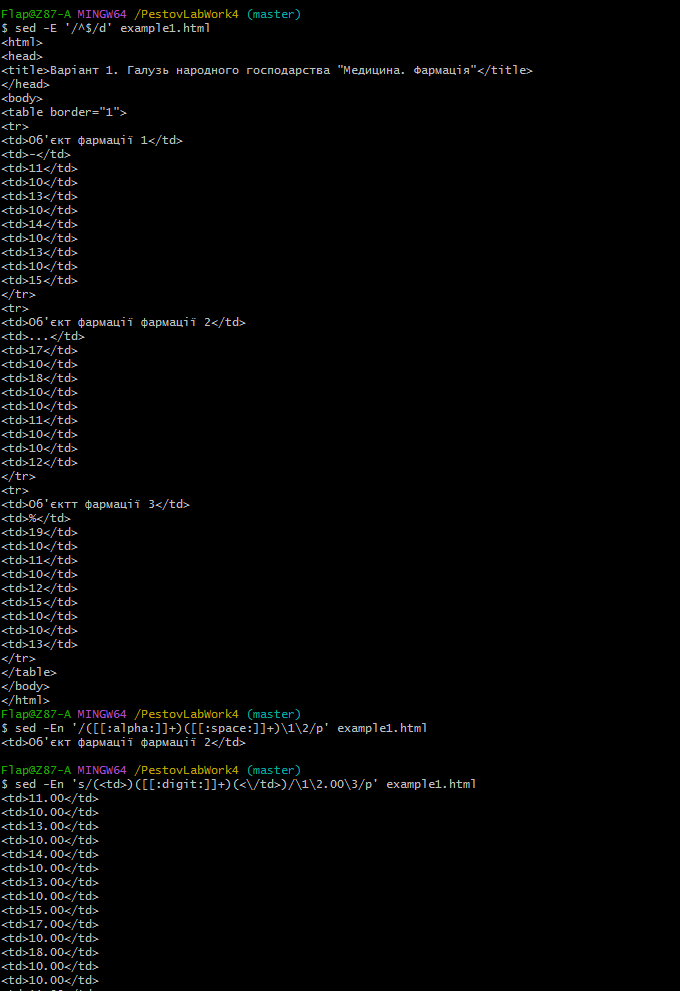 Flap@Z87-A MINGW64 /PestovLabWork4 (master)
$ sed -E '/^$/d' example1.html
<html>
<head>
<title>Варіант 1. Галузь народного господарства "Медицина. Фармація"</title>
</head>
<body>
<table border="1">
<tr>
<td>Об'єкт фармації 1</td>
<td>-</td>
<td>11</td>
<td>10</td>
<td>13</td>
<td>10</td>
<td>14</td>
<td>10</td>
<td>13</td>
<td>10</td>
<td>15</td>
</tr>
<tr>
<td>Об'єкт фармації фармації 2</td>
<td>...</td>
<td>17</td>
<td>10</td>
<td>18</td>
<td>10</td>
<td>10</td>
<td>11</td>
<td>10</td>
<td>10</td>
<td>12</td>
</tr>
<tr>
<td>Об'єктт фармації 3</td>
<td>%</td>
<td>19</td>
<td>10</td>
<td>11</td>
<td>10</td>
<td>12</td>
<td>15</td>
<td>10</td>
<td>10</td>
<td>13</td>
</tr>
</table>
</body>
</html>
Flap@Z87-A MINGW64 /PestovLabWork4 (master)
$ sed -En '/([[:alpha:]]+)([[:space:]]+)\1\2/p' example1.html
<td>Об'єкт фармації фармації 2</td>
Flap@Z87-A MINGW64 /PestovLabWork4 (master)
$ sed -En 's/(<td>)([[:digit:]]+)(<\/td>)/\1\2.00\3/p' example1.html
<td>11.00</td>
<td>10.00</td>
<td>13.00</td>
<td>10.00</td>
<td>14.00</td>
<td>10.00</td>
<td>13.00</td>
<td>10.00</td>
<td>15.00</td>
<td>17.00</td>
<td>10.00</td>
<td>18.00</td>
<td>10.00</td>
<td>10.00</td>